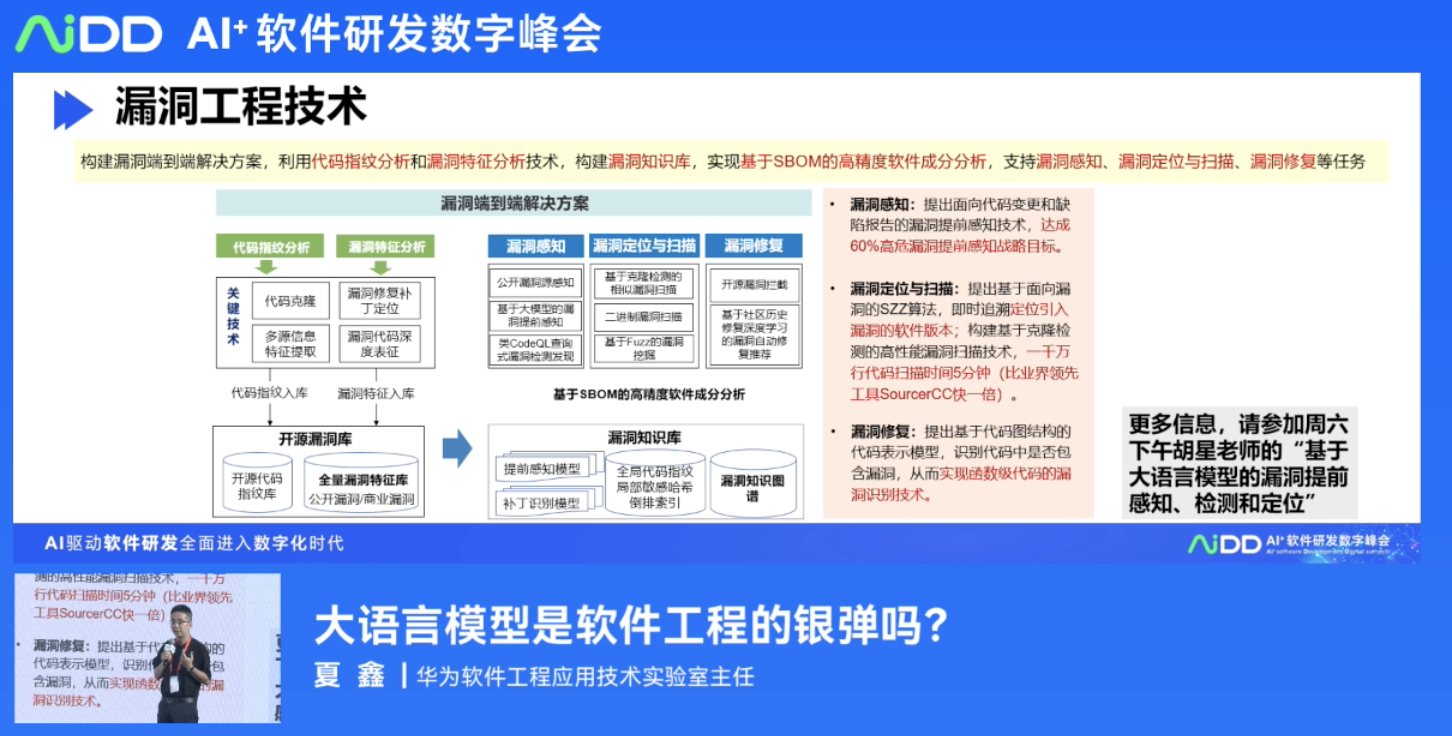 AiDD AI+ 软件研发数字峰会
漏洞工程技术
构建漏洞端到端解决方案，利用代码指纹分析和漏洞特征分析技术，构建漏洞知识库，实现基于SBOM的高精度软件成分分析，支持漏洞感知、漏洞定位与扫描、漏洞修复等任务
漏洞端到端解决方案
代码指纹分析
漏洞特征分析
关键技术
代码克隆
漏洞修复补
丁定位
多源信息
特征提取
漏洞代码深
度表征
代码指纹入库
漏洞特征入库
开源漏洞库
开源代码
指纹库
全量漏洞特征库
公开漏洞/商业漏洞
漏洞感知
公开漏洞源感知
基于大模型的漏
洞提前感知
类CodeQL查询
式漏洞检测发现
漏洞定位与扫描
基于克隆检测的
相似漏洞扫描
二进制漏洞扫描
基于Fuzz的漏洞
挖掘
漏洞修复
开源漏洞拦截
基于社区历史
修复深度学习
的漏洞自动修
复推荐
基于SBOM的高精度软件成分分析
漏洞知识库
提前感知模型
补丁识别模型
全局代码指纹
局部敏感哈希
倒排索引
漏洞知识图
谱
• 漏洞感知：提出面向代码变更和缺
陷报告的漏洞提前感知技术，达成
60%高危漏洞提前感知战略目标。
• 漏洞定位与扫描：提出基于面向漏
洞的SZZ算法，即时追溯定位引入
漏洞的软件版本；构建基于克隆检
测的高性能漏洞扫描技术，一千万
行代码扫描时间5分钟（比业界领先
工具SourcerCC快一倍）。
• 漏洞修复：提出基于代码图结构的
代码表示模型，识别代码中是否包
含漏洞，从而实现函数级代码的漏
洞识别技术。
更多信息，请参加周六
下午胡星老师的“基于
大语言模型的漏洞提前
感知、检测和定位”
AI驱动软件研发全面进入数字化时代
AiDD AI+ 软件研发数字峰会
AI+ software Development Digital summit
测的高性能漏洞扫描技术，一千万
行代码扫描时间5分钟（比业界领先
工具SourcerCC快一倍）
• 漏洞修复：提出基于代 构的
代码表示模型，识别代 包
含漏洞，从而实现函数 的漏
洞识别技术。
大语言模型是软件工程的银弹吗？
夏 鑫 | 华为软件工程应用技术实验室主任